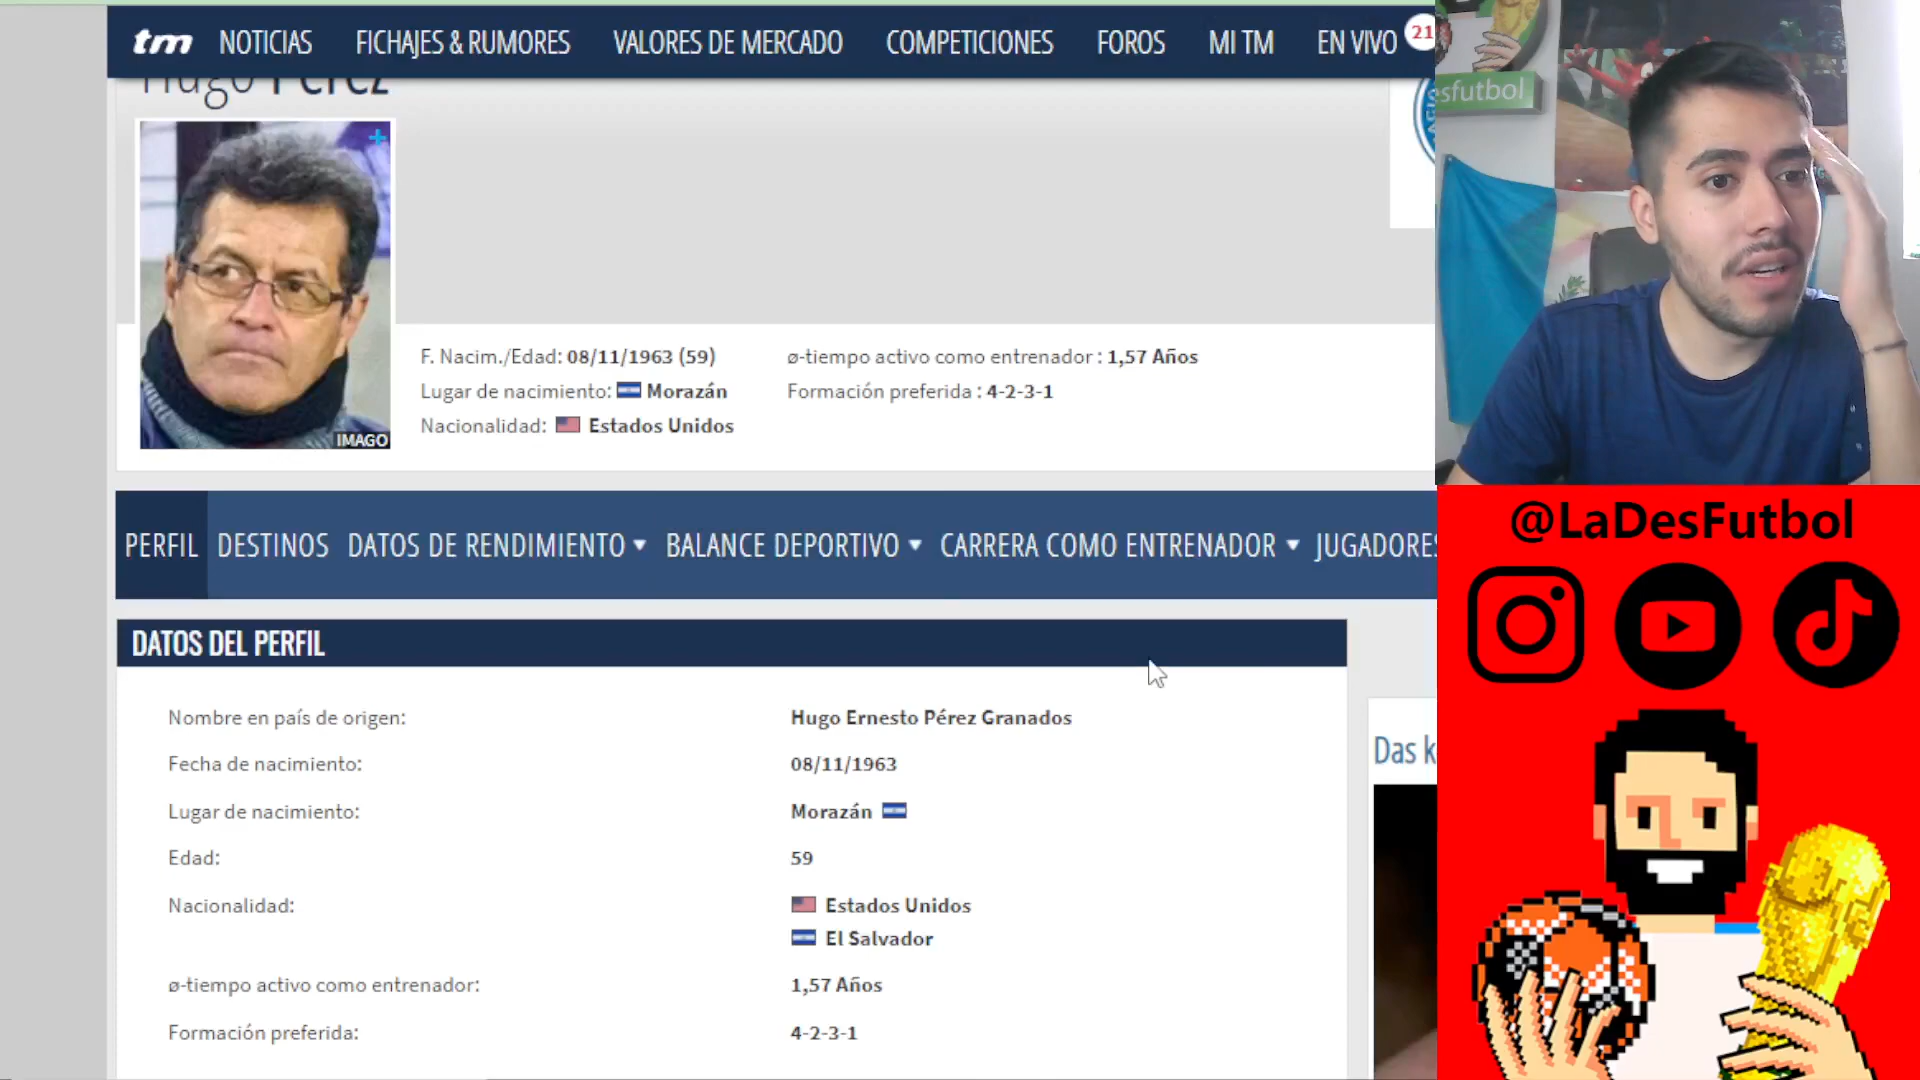 tm NOTICIAS FICHAJES & RUMORES VALORES DE MERCADO COMPETICIONES FOROS MI TM EN VIVO 21
Hugo Pérez
esfutbol
IMAGO
F. Nacim./Edad: 08/11/1963 (59)
Lugar de nacimiento: Morazán
Nacionalidad: Estados Unidos
ø-tiempo activo como entrenador : 1,57 Años
Formación preferida : 4-2-3-1
PERFIL DESTINOS DATOS DE RENDIMIENTO BALANCE DEPORTIVO CARRERA COMO ENTRENADOR JUGADORES
DATOS DEL PERFIL
Nombre en país de origen: Hugo Ernesto Pérez Granados
Fecha de nacimiento: 08/11/1963
Lugar de nacimiento: Morazán
Edad: 59
Nacionalidad: Estados Unidos
El Salvador
ø-tiempo activo como entrenador: 1,57 Años
Formación preferida: 4-2-3-1
Das k
@LaDesFutbol